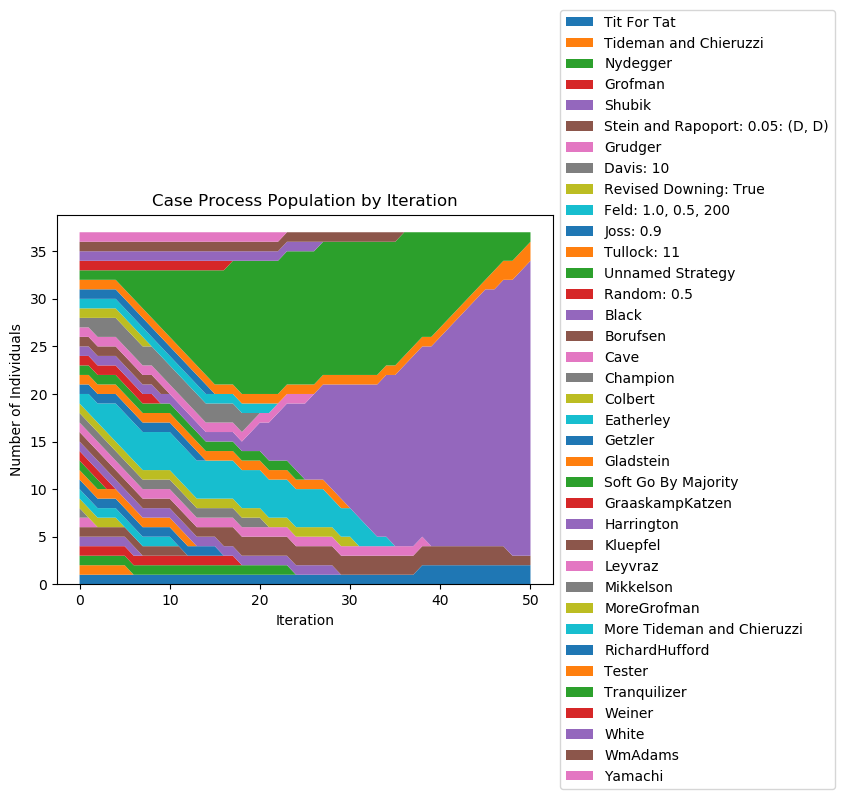 Case Process Population by Iteration
Number of Individuals
35
30
25
20
15
10
5
0
0 10 20 30 40 50
Iteration
Tit For Tat
Tideman and Chieruzzi
Nydegger
Grofman
Shubik
Stein and Rapoport: 0.05: (D, D)
Grudger
Davis: 10
Revised Downing: True
Feld: 1.0, 0.5, 200
Joss: 0.9
Tullock: 11
Unnamed Strategy
Random: 0.5
Black
Borufsen
Cave
Champion
Colbert
Eatherley
Getzler
Gladstein
Soft Go By Majority
GraaskampKatzen
Harrington
Kluepfel
Leyvraz
Mikkelson
MoreGrofman
More Tideman and Chieruzzi
RichardHufford
Tester
Tranquilizer
Weiner
White
WmAdams
Yamachi